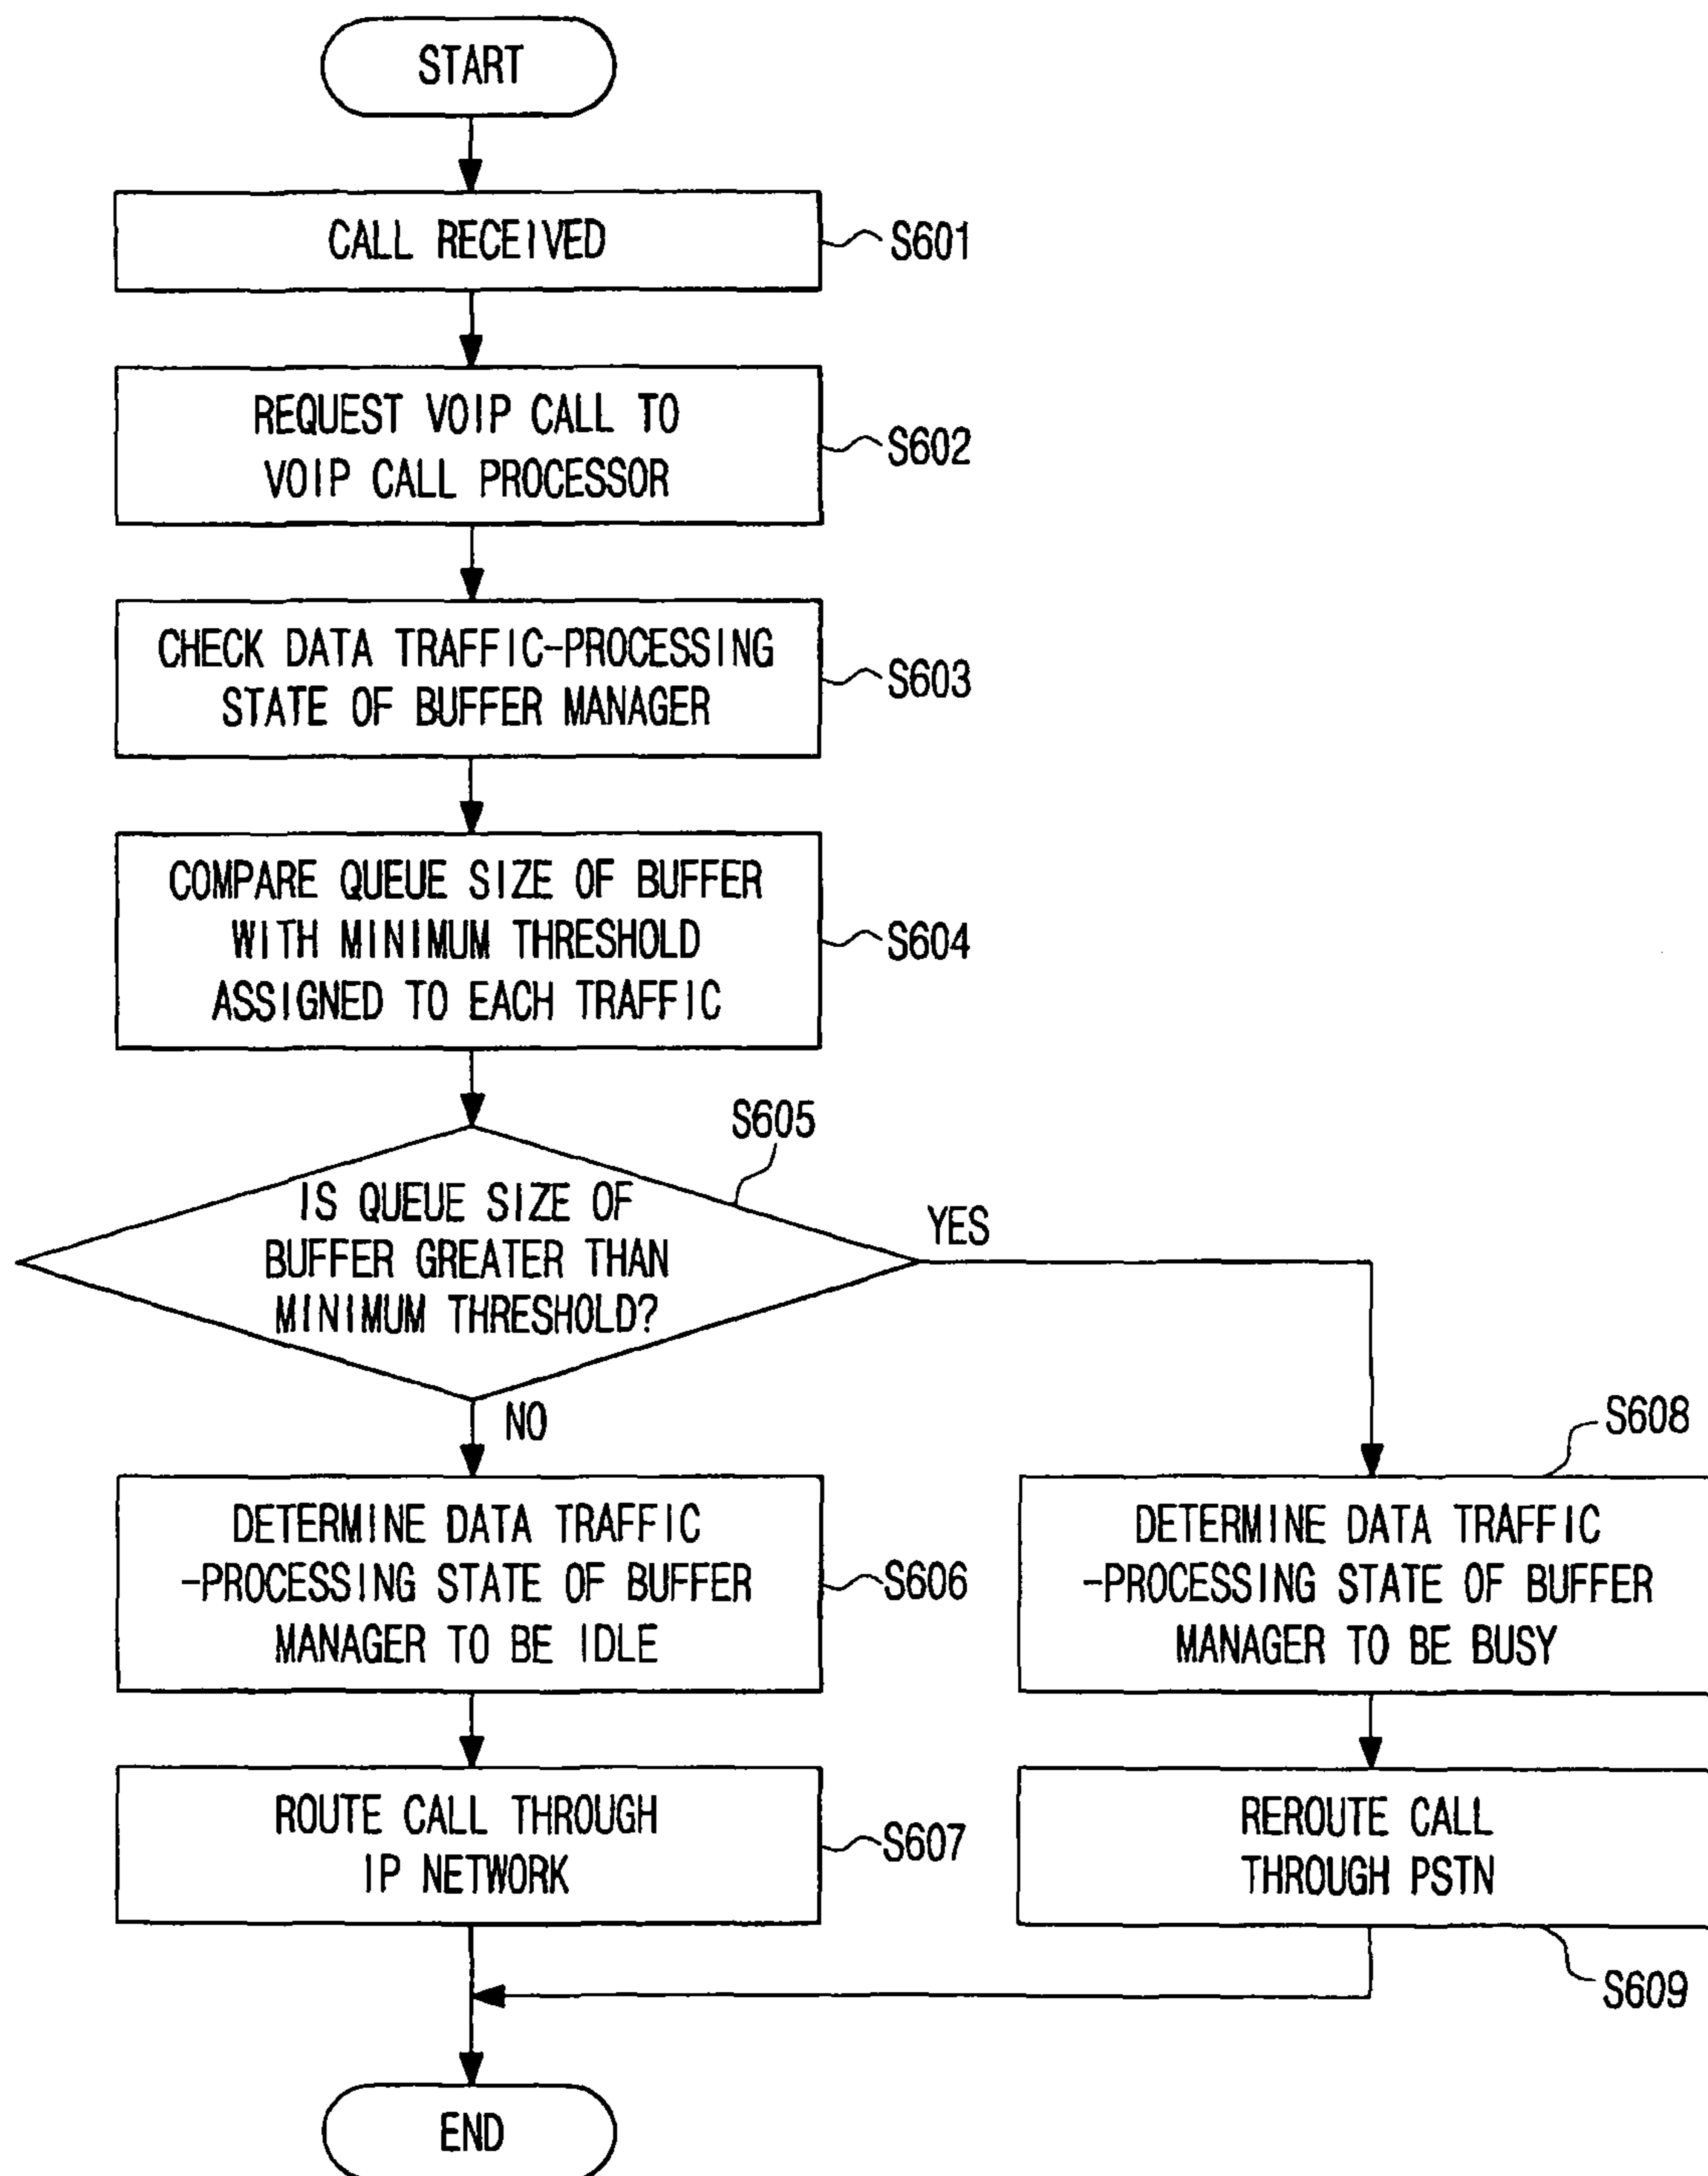 START
CALL RECEIVED
S601
REQUEST VOIP CALL TO
VOIP CALL PROCESSOR
S602
CHECK DATA TRAFFIC-PROCESSING
STATE OF BUFFER MANAGER
S603
COMPARE QUEUE SIZE OF BUFFER
WITH MINIMUM THRESHOLD
ASSIGNED TO EACH TRAFFIC
S604
S605
IS QUEUE SIZE OF
BUFFER GREATER THAN
MINIMUM THRESHOLD?
YES
NO
DETERMINE DATA TRAFFIC
-PROCESSING STATE OF BUFFER
MANAGER TO BE IDLE
S606
S608
DETERMINE DATA TRAFFIC
-PROCESSING STATE OF BUFFER
MANAGER TO BE BUSY
ROUTE CALL THROUGH
IP NETWORK
S607
REROUTE CALL
THROUGH PSTN
S609
END